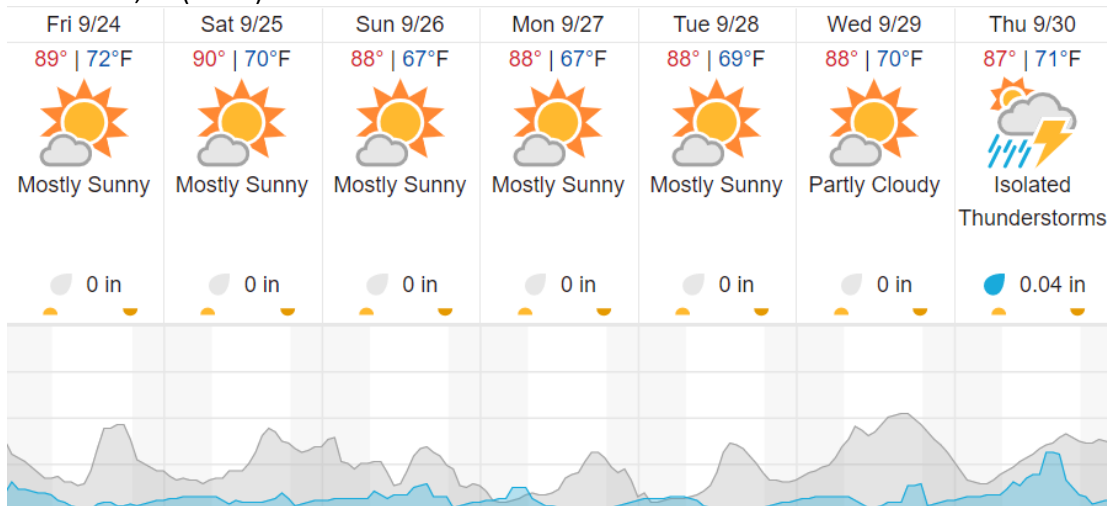 Fri 9/24 Sat 9/25 Sun 9/26 Mon 9/27 Tue 9/28 Wed 9/29 Thu 9/30
89° | 72°F 90° | 70°F 88° | 67°F 88° | 67°F 88° | 69°F 88° | 70°F 87° | 71°F
Mostly Sunny Mostly Sunny Mostly Sunny Mostly Sunny Mostly Sunny Partly Cloudy Isolated
Thunderstorms
0 in 0 in 0 in 0 in 0 in 0 in 0.04 in